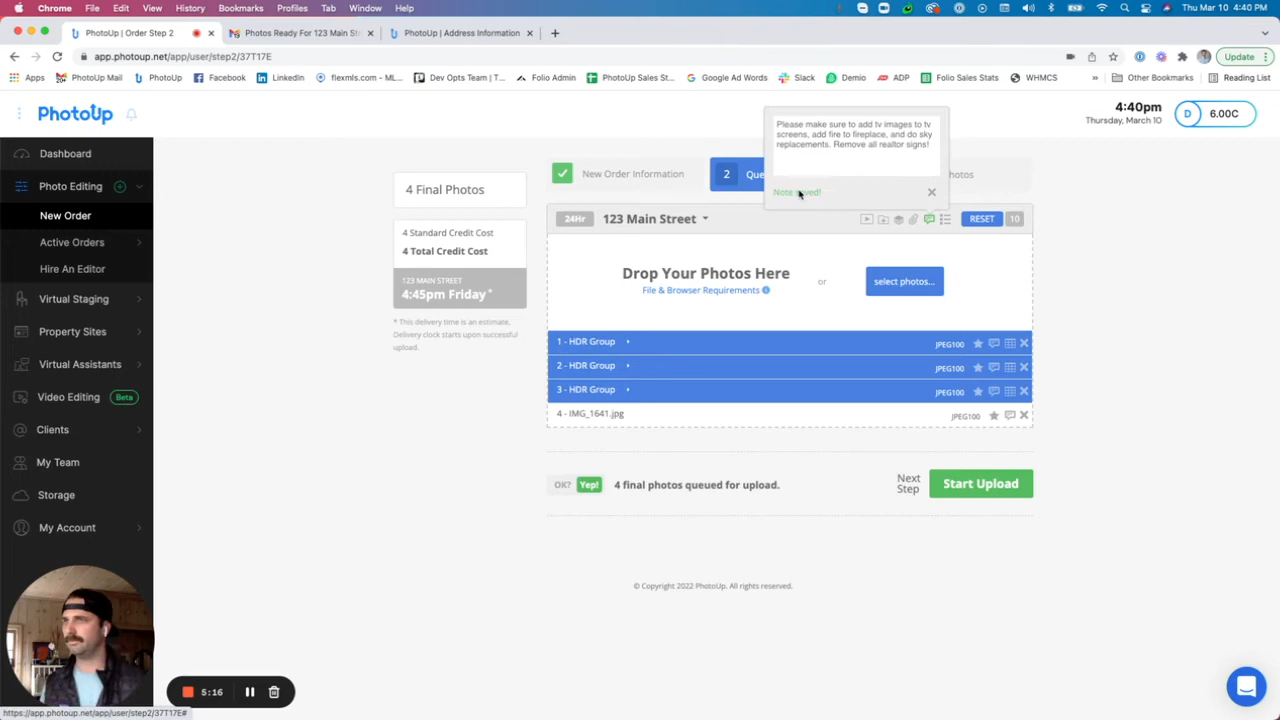 Chrome File Edit View History Bookmarks Profiles Tab Window Help
Thu Mar 10 4:40 PM
PhotoUp | Order Step 2
Photos Ready For 123 Main St
PhotoUp | Address Information
app.photoup.net/app/user/step2/37T17E
Update
Apps
PhotoUp Mail
PhotoUp
Facebook
LinkedIn
flexmls.com - ML...
Dev Opts Team | T...
Folio Admin
PhotoUp Sales St...
Google Ad Words
Slack
Demio
ADP
Folio Sales Stats
WHMCS
»
Other Bookmarks
Reading List
PhotoUp
4:40pm
Thursday, March 10
D 6.00C
Dashboard
Photo Editing
New Order
Active Orders
Hire An Editor
Virtual Staging
Property Sites
Virtual Assistants
Video Editing Beta
Clients
My Team
Storage
My Account
4 Final Photos
4 Standard Credit Cost
4 Total Credit Cost
123 MAIN STREET
4:45pm Friday *
* This delivery time is an estimate.
Delivery clock starts upon successful
upload.
New Order Information
2 Que
hotos
Please make sure to add tv images to tv
screens, add fire to fireplace, and do sky
replacements. Remove all realtor signs!
Note saved!
24Hr 123 Main Street
RESET 10
Drop Your Photos Here
File & Browser Requirements
or
select photos...
1 - HDR Group JPEG100
2 - HDR Group JPEG100
3 - HDR Group JPEG100
4 - IMG_1641.jpg JPEG100
OK? Yep! 4 final photos queued for upload.
Next
Step
Start Upload
© Copyright 2022 PhotoUp. All rights reserved.
5:16
https://app.photoup.net/app/user/step2/37T17E#